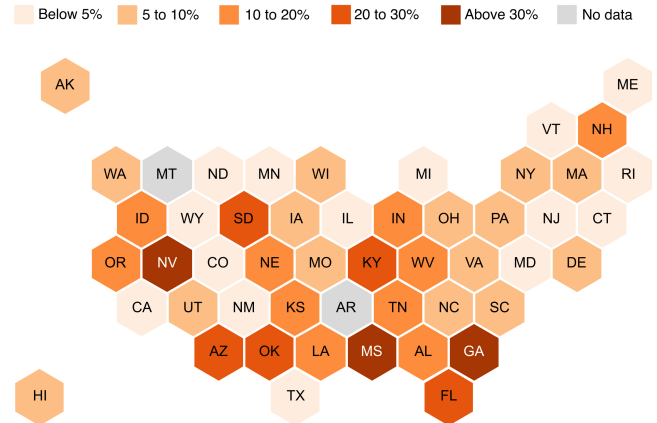 Below 5% 5 to 10% 10 to 20% 20 to 30% Above 30% No data
AK ME
VT NH
WA MT ND MN WI MI NY MA RI
ID WY SD IA IL IN OH PA NJ CT
OR NV CO NE MO KY WV VA MD DE
CA UT NM KS AR TN NC SC
AZ OK LA MS AL GA
HI TX FL